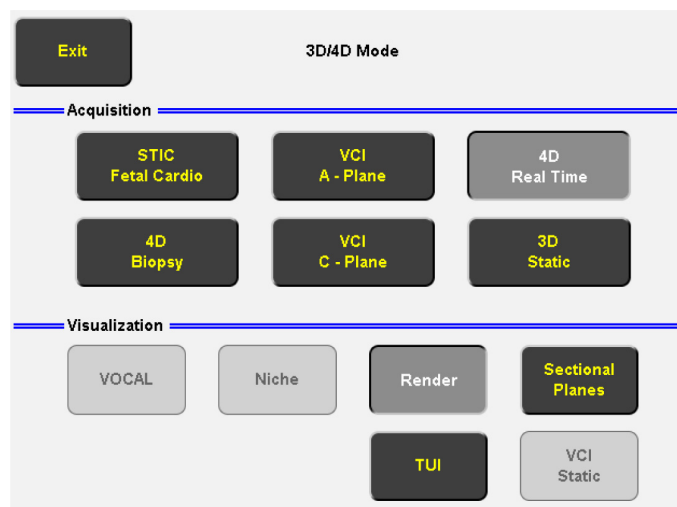 Exit
3D/4D Mode
Acquisition
STIC
Fetal Cardio
VCI
A - Plane
4D
Real Time
4D
Biopsy
VCI
C - Plane
3D
Static
Visualization
VOCAL
Niche
Render
Sectional
Planes
TUI
VCI
Static